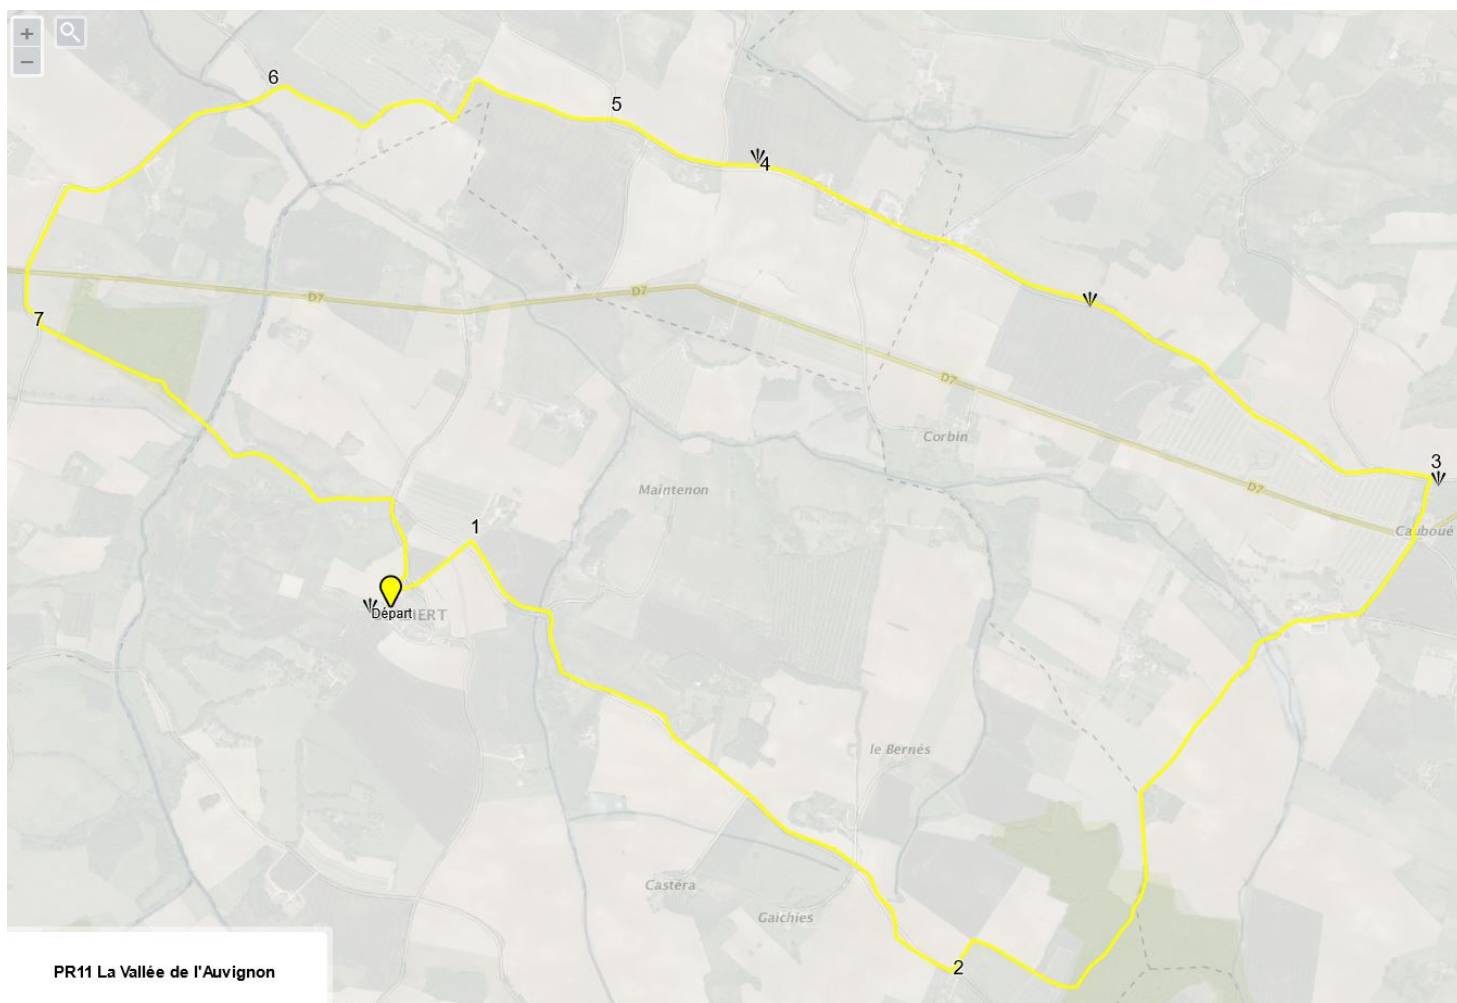 +
−
6
5
4
D7
D7
7
D7
Corbin
3
Maintenon
D7
1
Cauboué
Départ
IERT
le Bernés
Castéra
Gaichies
2
PR11 La Vallée de l'Auvignon